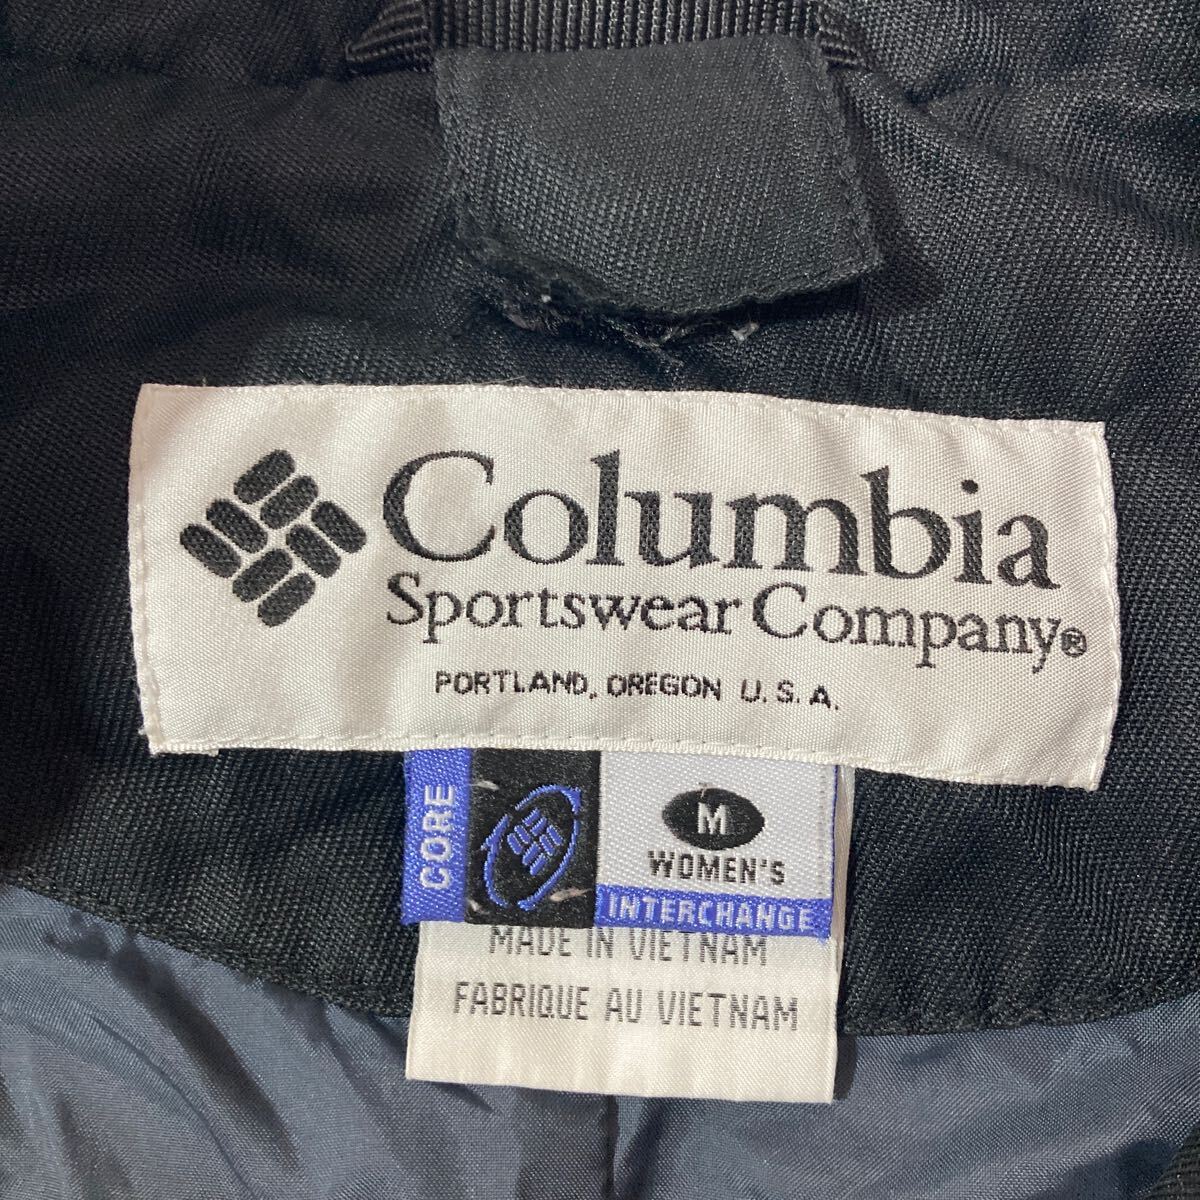 Columbia
Sportswear Company®
PORTLAND, OREGON U.S.A.
CORE
M
WOMEN'S
INTERCHANGE
MADE IN VIETNAM
FABRIQUE AU VIETNAM